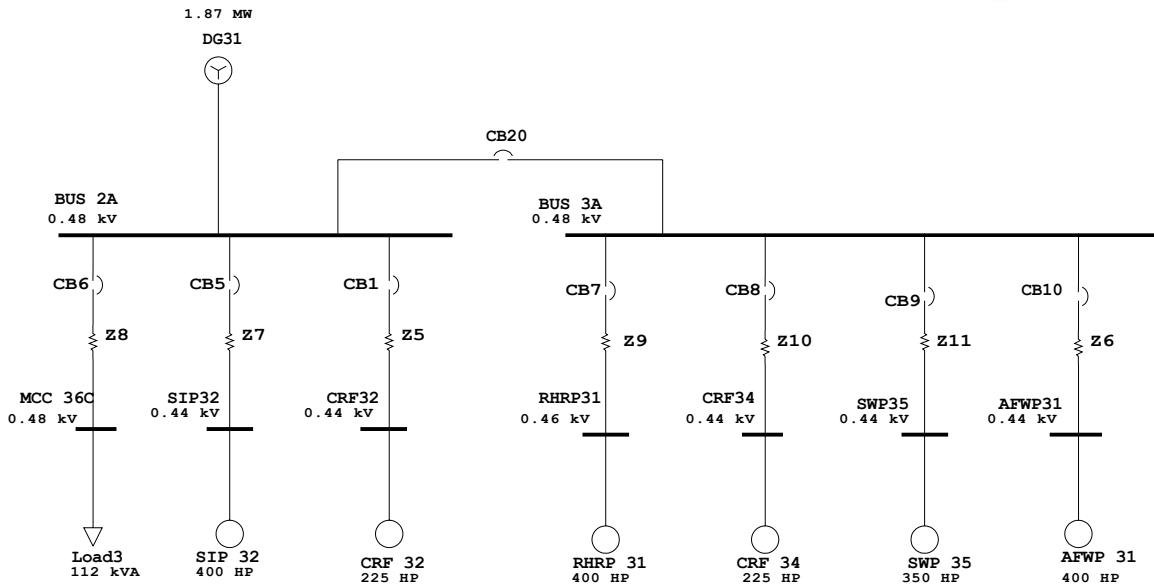 1.87 MW
DG31
CB20
BUS 2A
0.48 kV
BUS 3A
0.48 kV
CB6
CB5
CB1
CB7
CB8
CB9
CB10
Z8
Z7
Z5
Z9
Z10
Z11
Z6
MCC 36C
0.48 kV
SIP32
0.44 kV
CRF32
0.44 kV
RHRP31
0.46 kV
CRF34
0.44 kV
SWP35
0.44 kV
AFWP31
0.44 kV
Load3
112 kVA
SIP 32
400 HP
CRF 32
225 HP
RHRP 31
400 HP
CRF 34
225 HP
SWP 35
350 HP
AFWP 31
400 HP